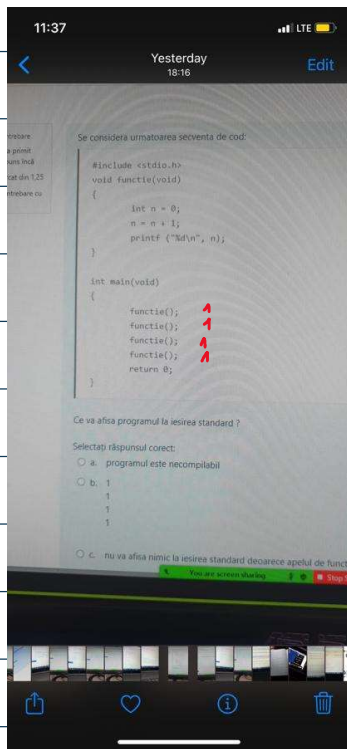 11:37
LTE
Yesterday
18:16
Edit
Se considera urmatoarea secventa de cod:
#include <stdio.h>
void functie(void)
{
int n = 0;
n = n + 1;
printf ("%d\n", n);
}
int main(void)
{
functie(); 1
functie(); 1
functie(); 1
functie(); 1
return 0;
}
Ce va afisa programul la iesirea standard ?
Selectați răspunsul corect:
a. programul este necompilabil
b. 1
1
1
1
c. nu va afisa nimic la iesirea standard deoarece apelul de funct
You are screen sharing
Stop S